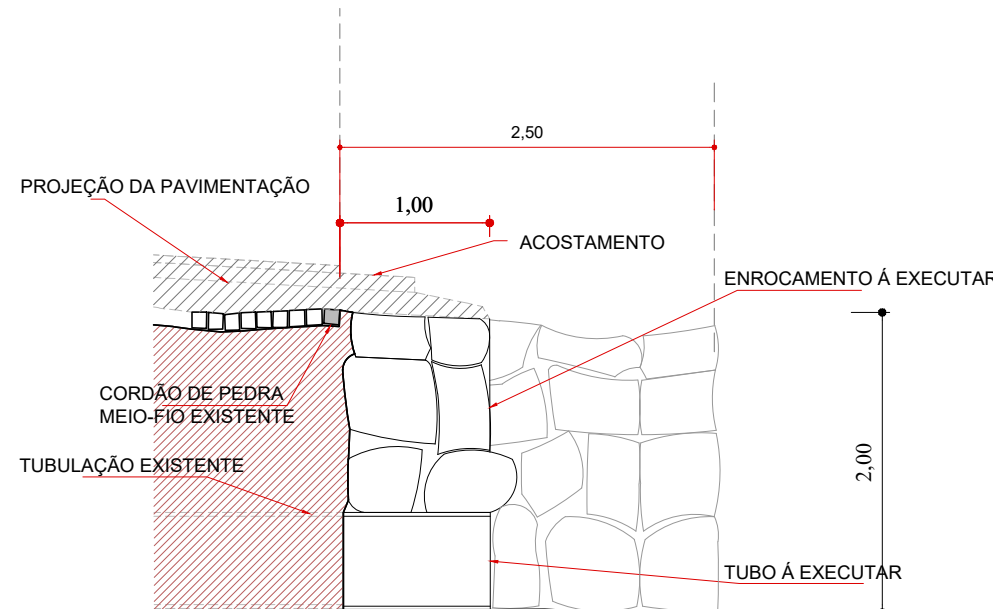 2,50
PROJEÇÃO DA PAVIMENTAÇÃO
1,00
ACOSTAMENTO
ENROCAMENTO Á EXECUTAR
CORDÃO DE PEDRA
MEIO-FIO EXISTENTE
TUBULAÇÃO EXISTENTE
2,00
TUBO Á EXECUTAR